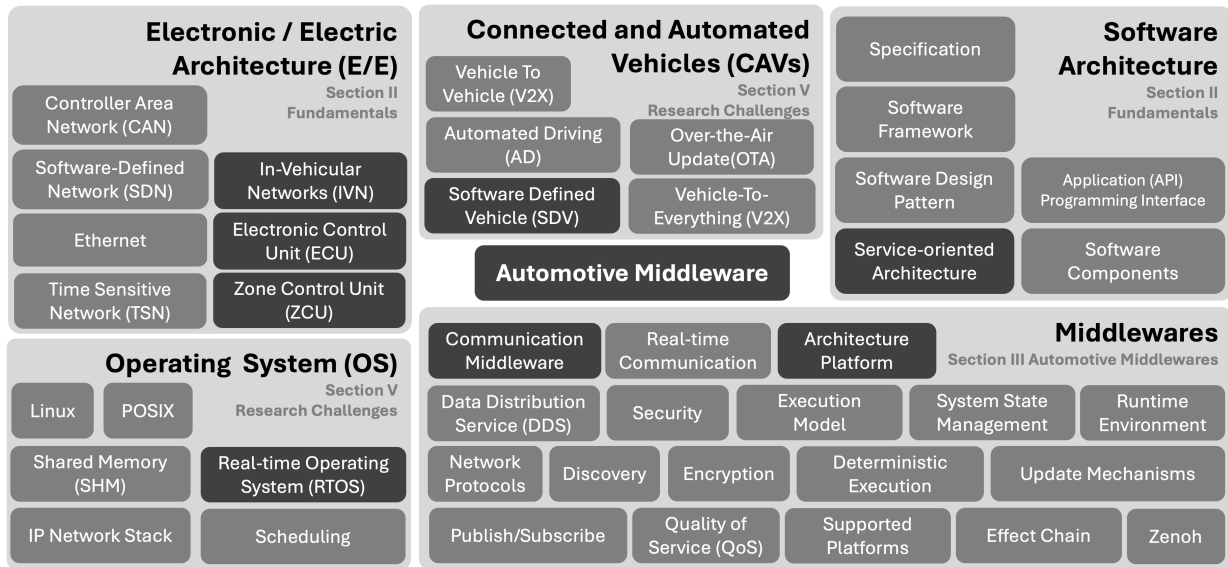 Electronic / Electric
Architecture (E/E)
Section II
Fundamentals
Controller Area
Network (CAN)
Software-Defined
Network (SDN)
In-Vehicular
Networks (IVN)
Ethernet
Electronic Control
Unit (ECU)
Time Sensitive
Network (TSN)
Zone Control Unit
(ZCU)
Operating  System (OS)
Section V
Research Challenges
Linux
POSIX
Shared Memory
(SHM)
Real-time Operating
System (RTOS)
IP Network Stack
Scheduling
Connected and Automated
Vehicles (CAVs)
Section V
Research Challenges
Vehicle To
Vehicle (V2X)
Automated Driving
(AD)
Over-the-Air
Update(OTA)
Software Defined
Vehicle (SDV)
Vehicle-To-
Everything (V2X)
Automotive Middleware
Software
Architecture
Section II
Fundamentals
Specification
Software
Framework
Software Design
Pattern
Application (API)
Programming Interface
Service-oriented
Architecture
Software
Components
Middlewares
Section III Automotive Middlewares
Communication
Middleware
Real-time
Communication
Architecture
Platform
Data Distribution
Service (DDS)
Security
Execution
Model
System State
Management
Runtime
Environment
Network
Protocols
Discovery
Encryption
Deterministic
Execution
Update Mechanisms
Publish/Subscribe
Quality of
Service (QoS)
Supported
Platforms
Effect Chain
Zenoh